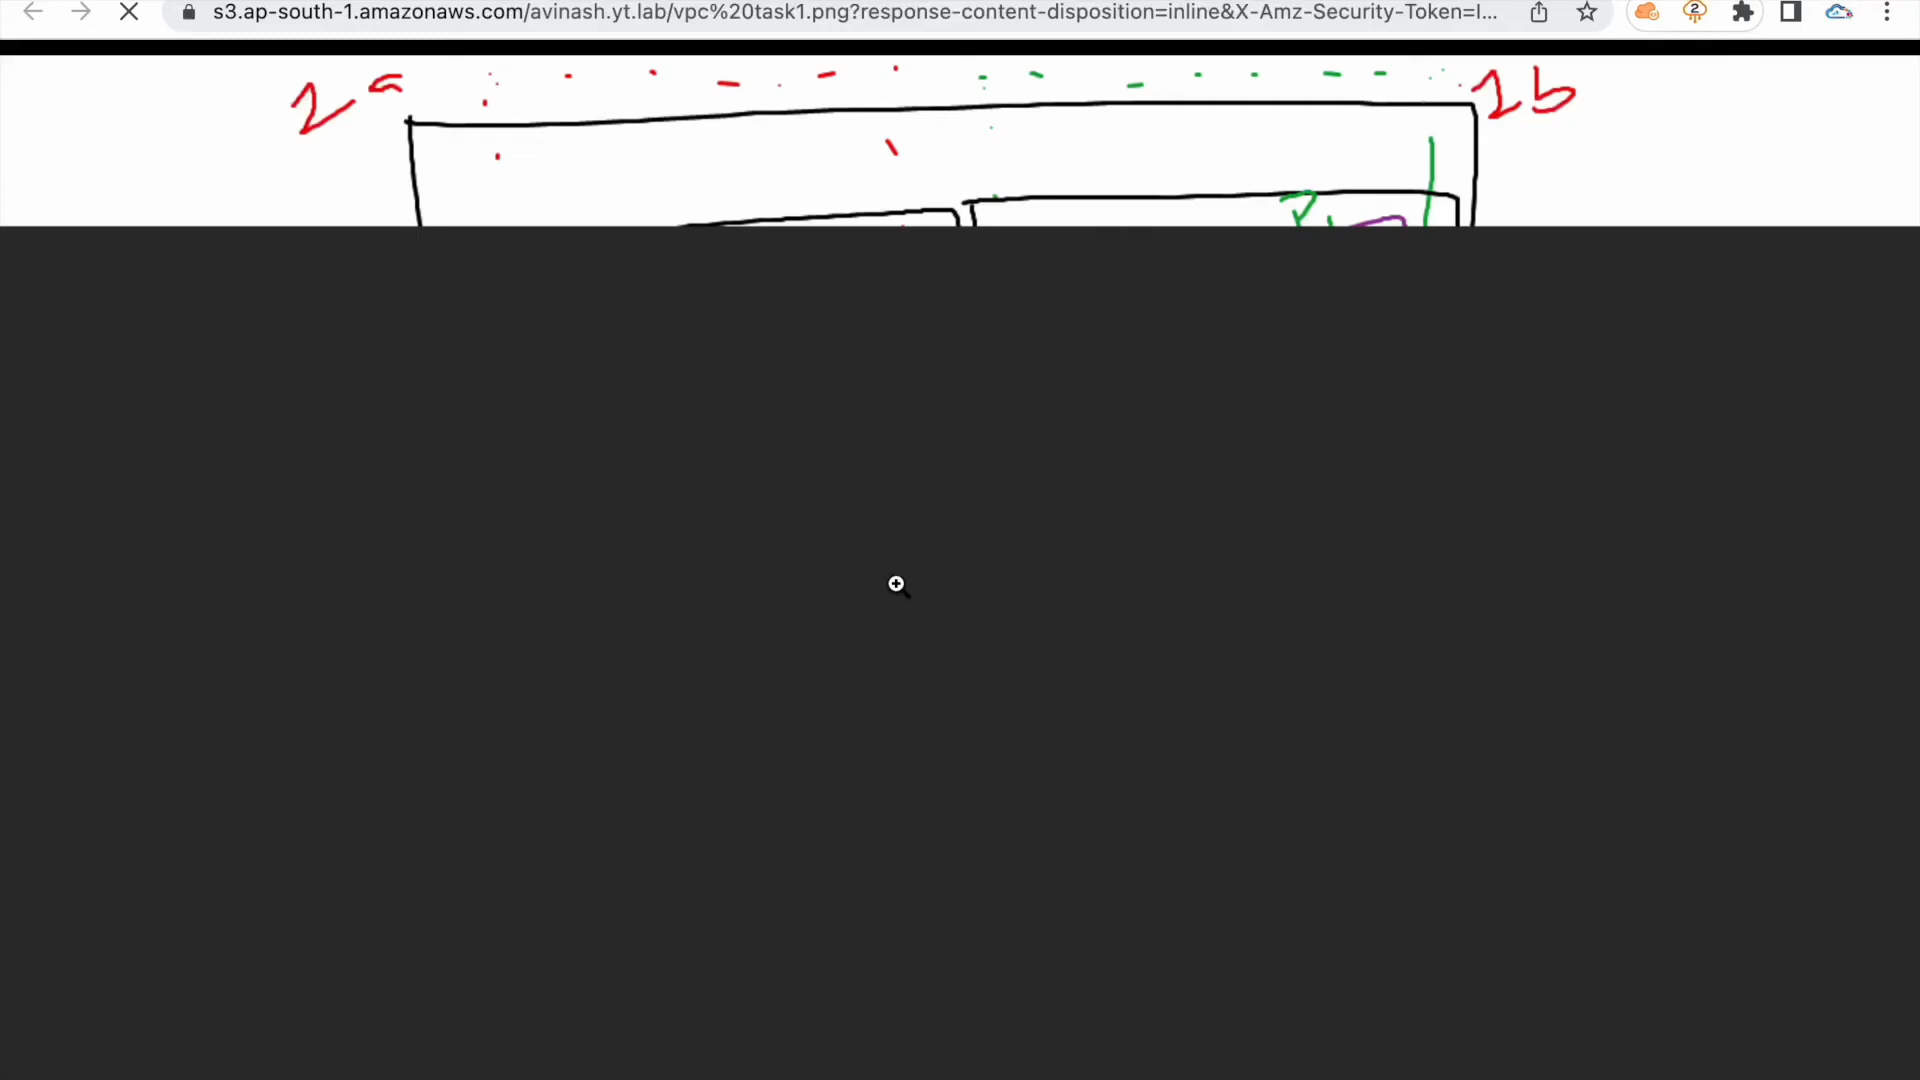 s3.ap-south-1.amazonaws.com/avinash.yt.lab/vpc%20task1.png?response-content-disposition=inline&X-Amz-Security-Token=I...
2
1a 1b